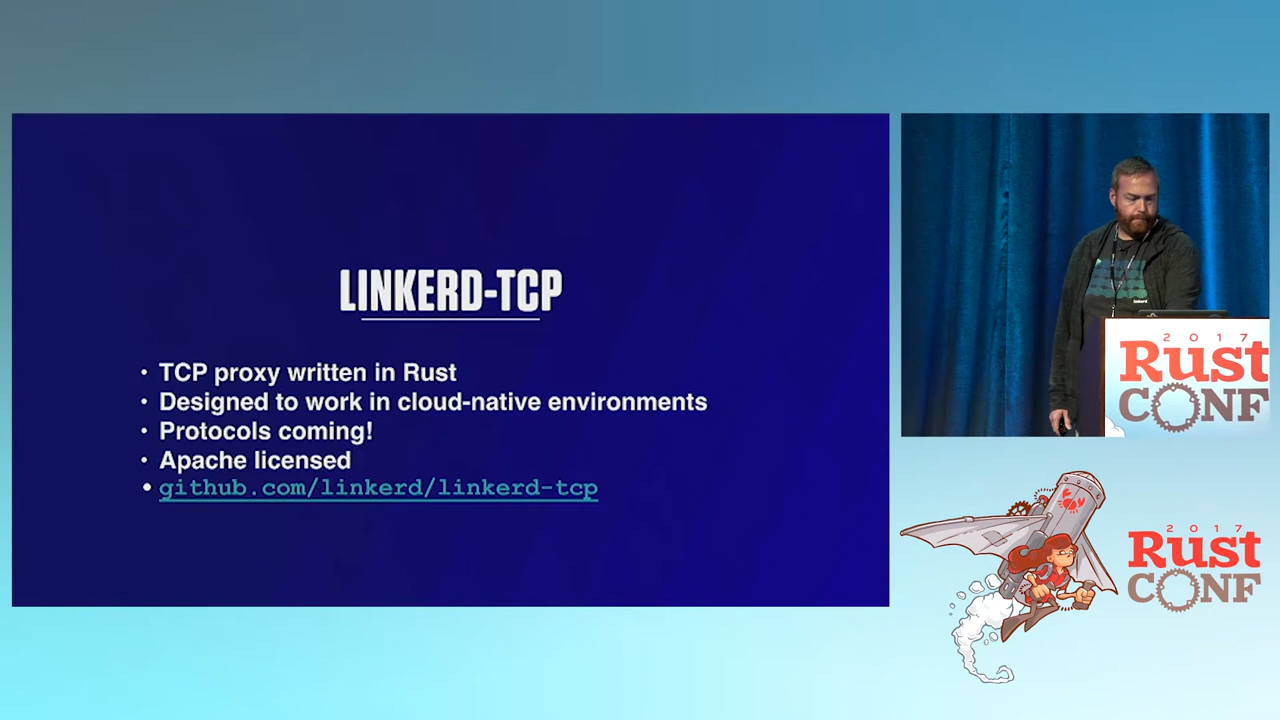 LINKERD-TCP
• TCP proxy written in Rust
• Designed to work in cloud-native environments
• Protocols coming!
• Apache licensed
• github.com/linkerd/linkerd-tcp
linkerd
2017
Rust
CONF
2017
Rust
CONF